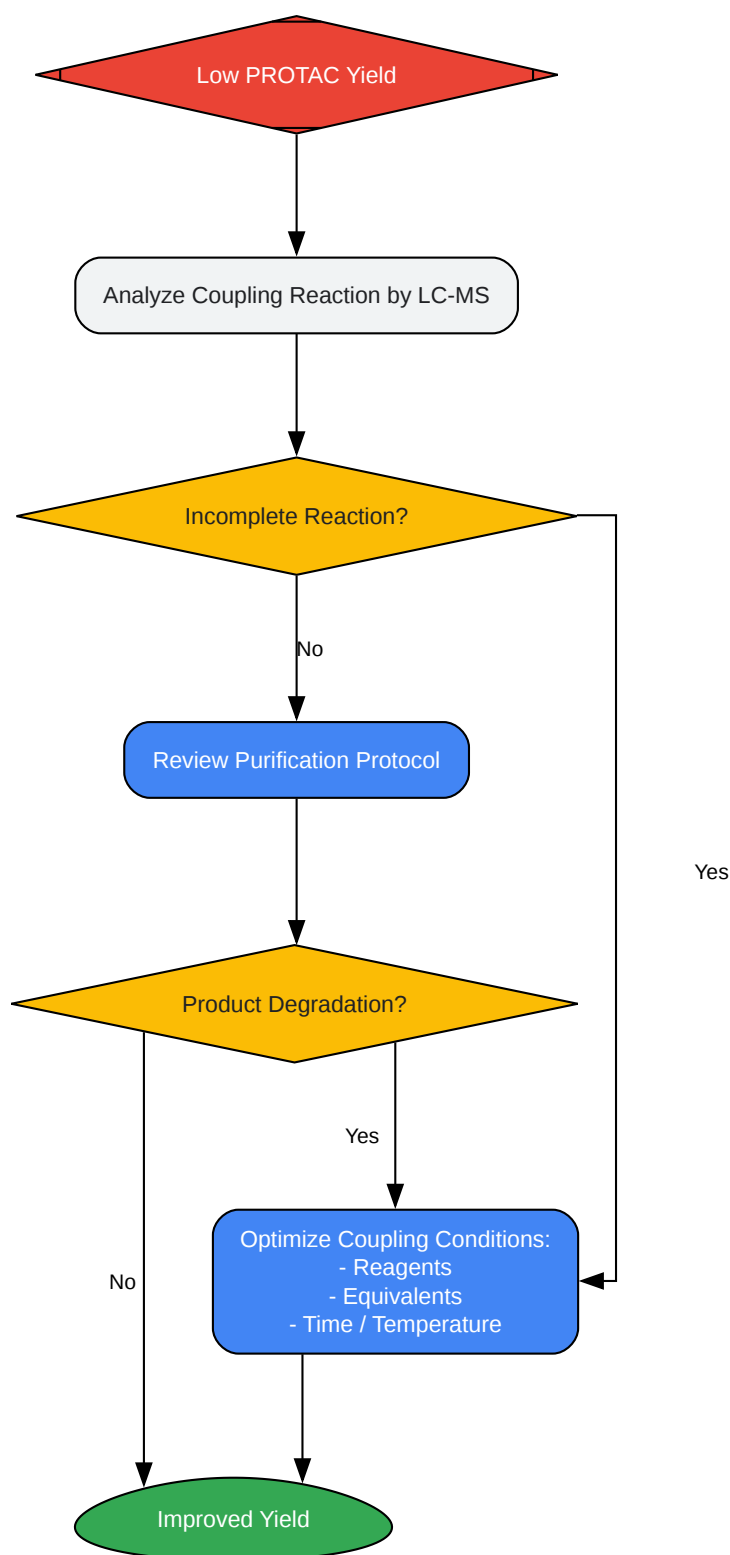 Low PROTAC Yield
Analyze Coupling Reaction by LC-MS
Incomplete Reaction?
No
Review Purification Protocol
Yes
Product Degradation?
Yes
Optimize Coupling Conditions:
- Reagents
- Equivalents
- Time / Temperature
No
Improved Yield